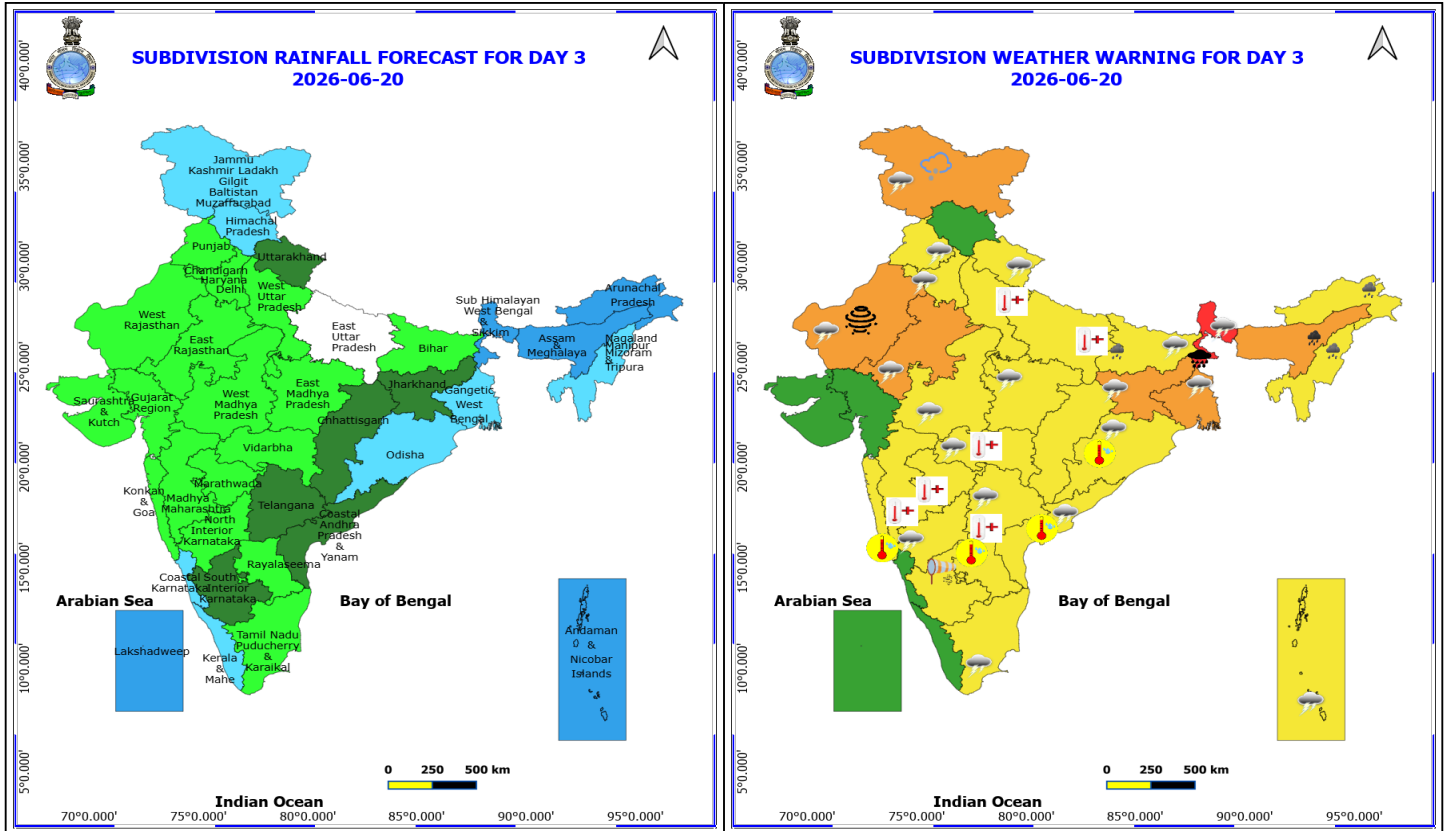 SUBDIVISION RAINFALL FORECAST FOR DAY 3
2026-06-20
40°0.000'
35°0.000'
30°0.000'
25°0.000'
20°0.000'
15°0.000'
10°0.000'
5°0.000'
Jammu
Kashmir Ladakh
Gilgit
Baltistan
Muzaffarabad
Himachal
Pradesh
Punjab
Uttarakhand
Chandigarh
Haryana
Delhi
West
Uttar
Pradesh
West
Rajasthan
East
Rajasthan
East
Uttar
Pradesh
Sub Himalayan
West Bengal
&
Sikkim
Arunachal
Pradesh
Assam
&
Meghalaya
Nagaland
Manipur
Mizoram
&
Tripura
Bihar
Jharkhand
Gangetic
West
Bengal
Saurashtra
&
Kutch
Gujarat
Region
West
Madhya
Pradesh
East
Madhya
Pradesh
Chhattisgarh
Vidarbha
Odisha
Konkan
&
Goa
Madhya
Maharashtra
Marathwada
North
Interior
Karnataka
Telangana
Coastal
Andhra
Pradesh
&
Yanam
Rayalaseema
Coastal
Karnataka
South
Interior
Karnataka
Arabian Sea
Bay of Bengal
Lakshadweep
Kerala
&
Mahe
Tamil Nadu
Puducherry
&
Karaikal
Andaman
&
Nicobar
Islands
0 250 500 km
Indian Ocean
70°0.000' 75°0.000' 80°0.000' 85°0.000' 90°0.000' 95°0.000'
SUBDIVISION WEATHER WARNING FOR DAY 3
2026-06-20
40°0.000'
35°0.000'
30°0.000'
25°0.000'
20°0.000'
15°0.000'
10°0.000'
5°0.000'
Arabian Sea
Bay of Bengal
0 250 500 km
Indian Ocean
70°0.000' 75°0.000' 80°0.000' 85°0.000' 90°0.000' 95°0.000'